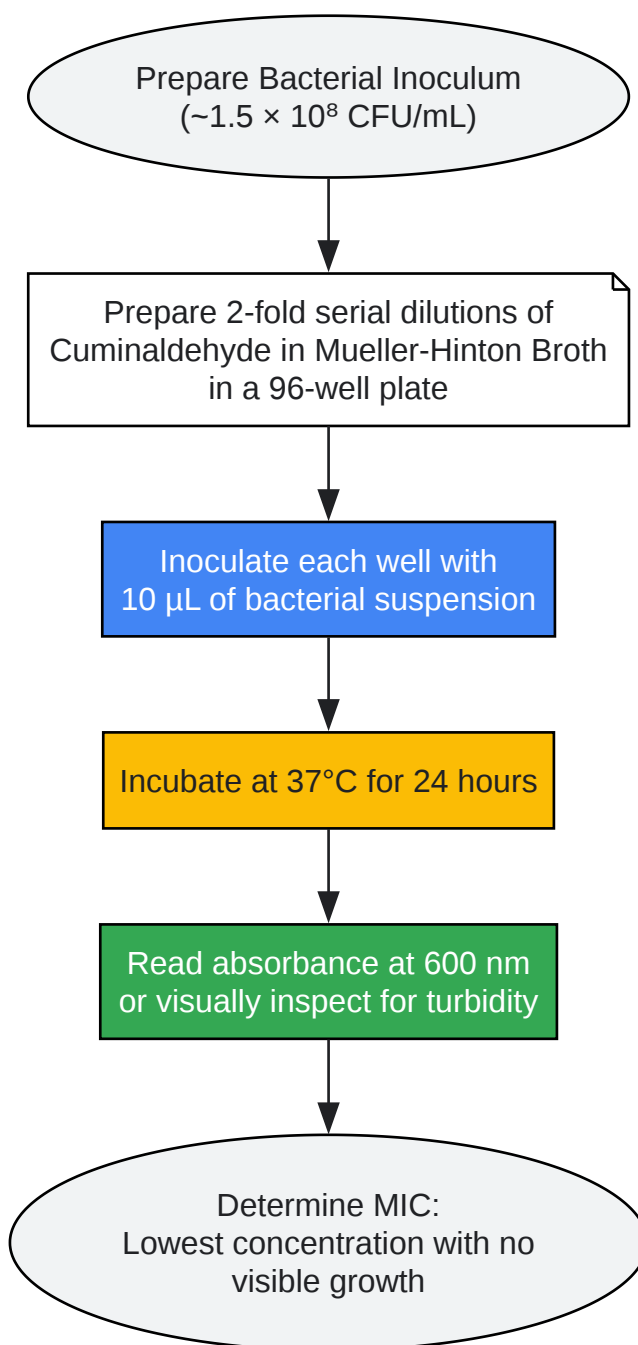 Prepare Bacterial Inoculum
(~1.5 × 10⁸ CFU/mL)
Prepare 2-fold serial dilutions of
Cuminaldehyde in Mueller-Hinton Broth
in a 96-well plate
Inoculate each well with
10 µL of bacterial suspension
Incubate at 37°C for 24 hours
Read absorbance at 600 nm
or visually inspect for turbidity
Determine MIC:
Lowest concentration with no
visible growth